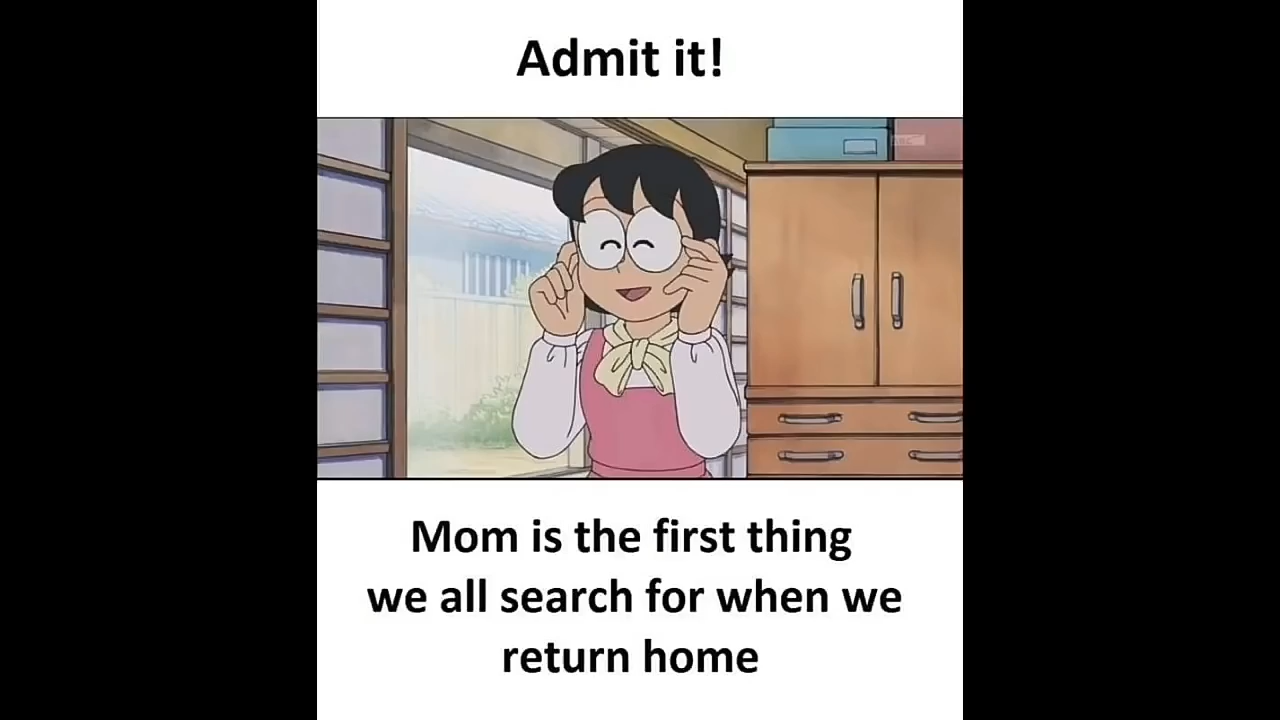 Admit it!
Mom is the first thing
we all search for when we
return home